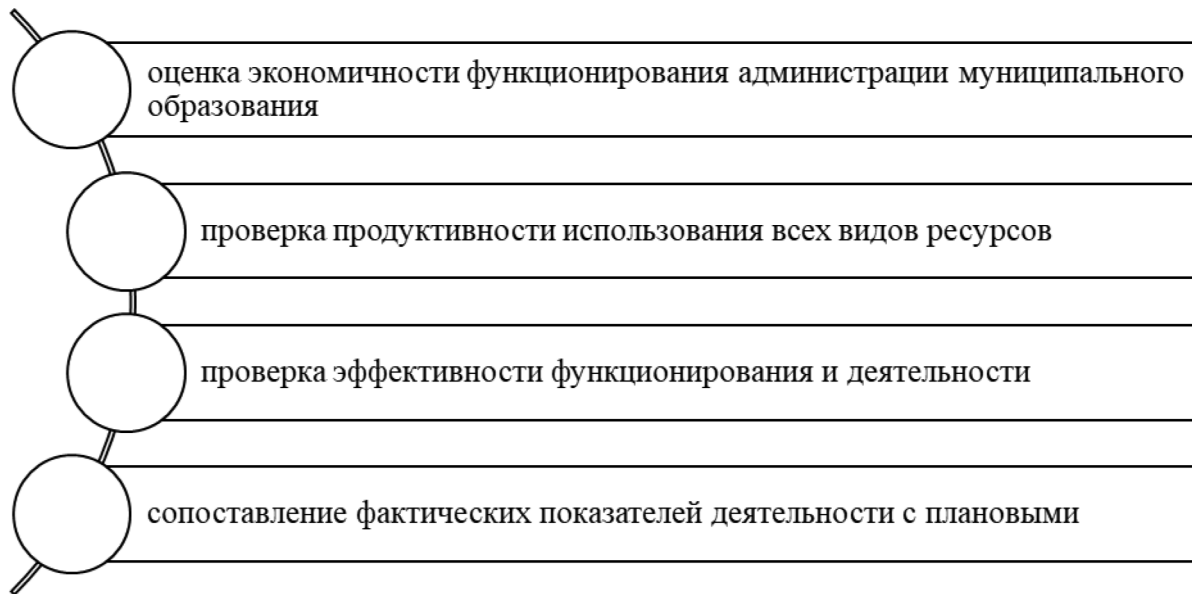 оценка экономичности функционирования администрации муниципального
образования
проверка продуктивности использования всех видов ресурсов
проверка эффективности функционирования и деятельности
сопоставление фактических показателей деятельности с плановыми